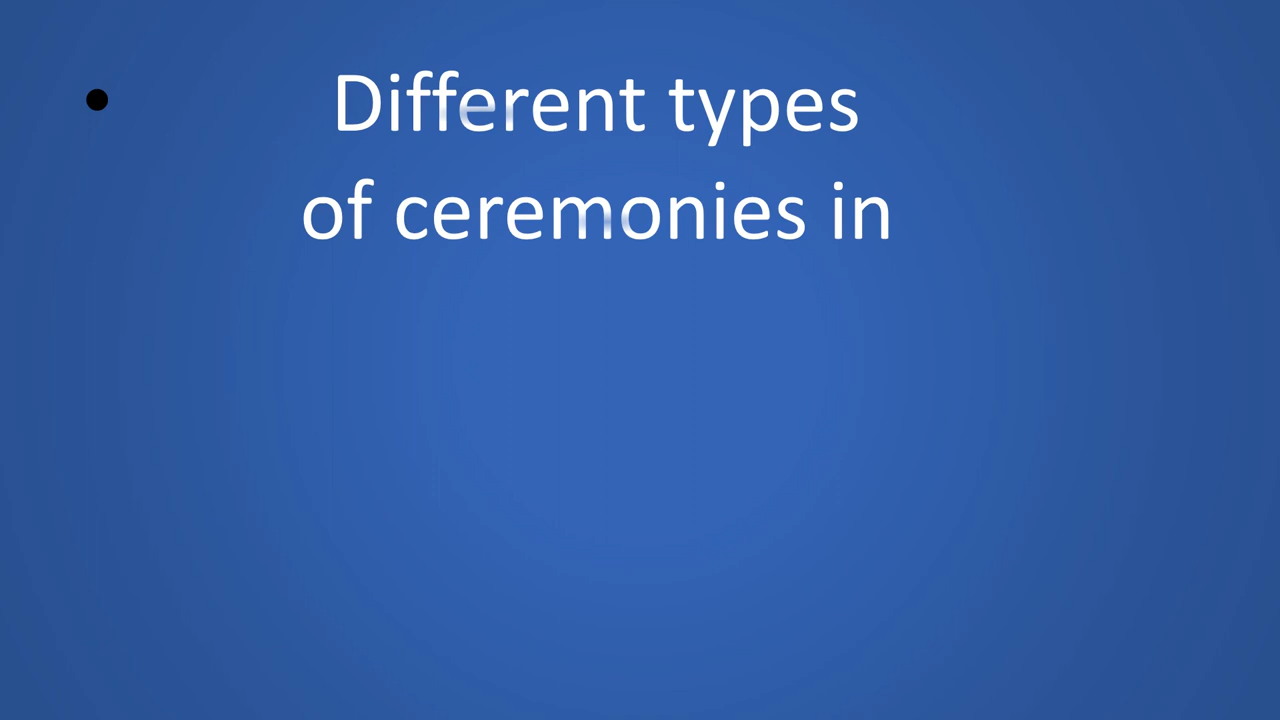 • Different types
of ceremonies in